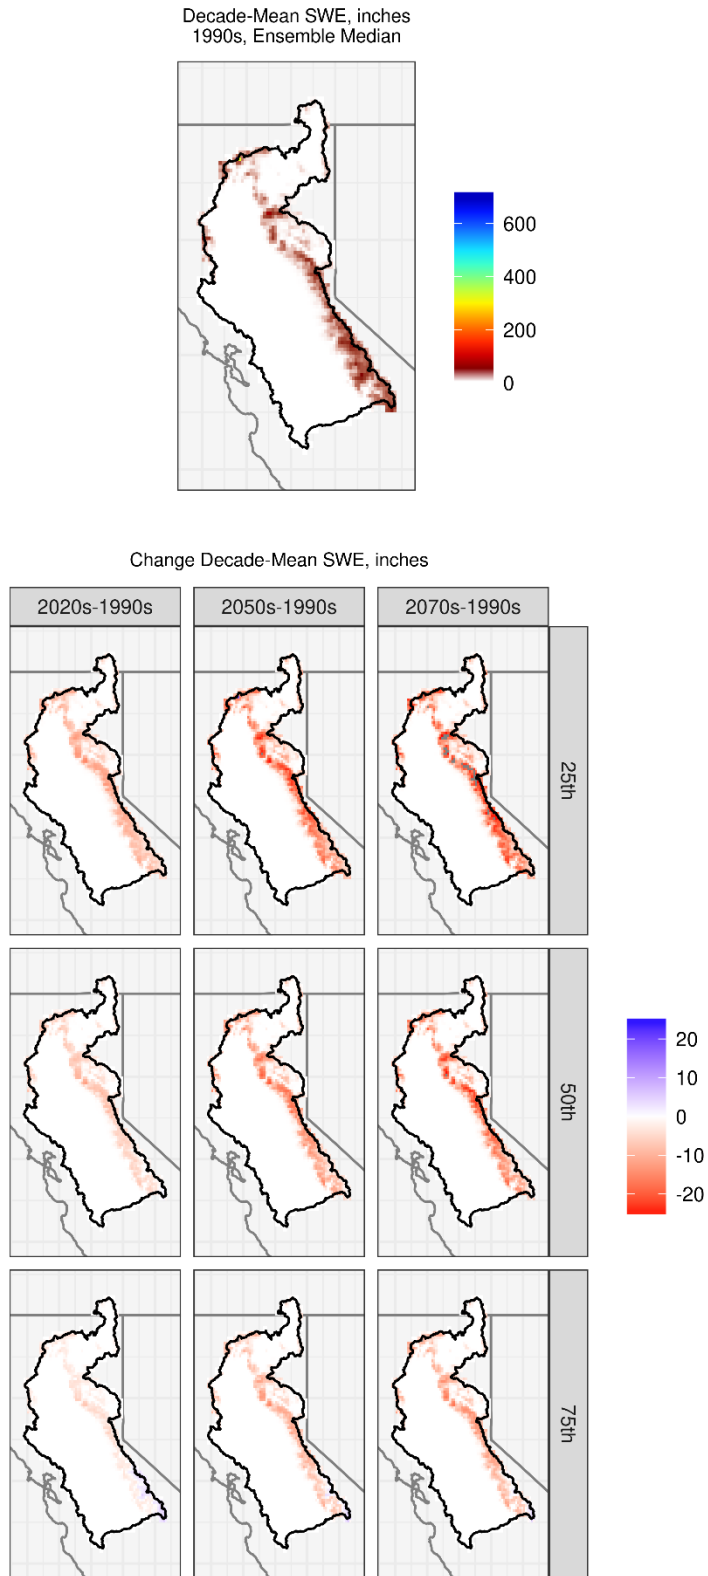 Decade-Mean SWE, inches
1990s, Ensemble Median
600
400
200
0
Change Decade-Mean SWE, inches
2020s-1990s
2050s-1990s
2070s-1990s
25th
50th
75th
20
10
0
-10
-20